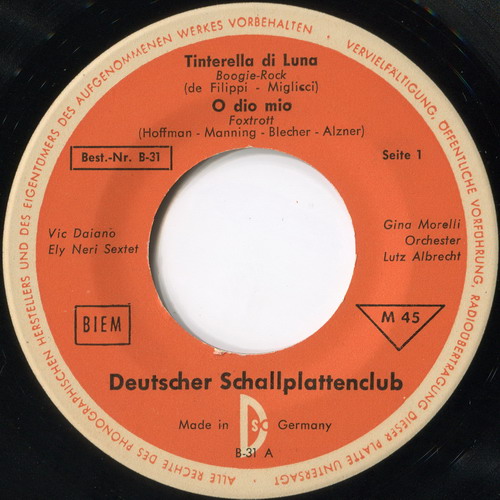 Tinterella di Luna
Boogie-Rock
(de Filippi - Miglicci)
O dio mio
Foxtrott
(Hoffman - Manning - Blecher - Alzner)
Best.-Nr. B-31
Seite 1
Vic Daiano
Ely Neri Sextet
Gina Morelli
Orchester
Lutz Albrecht
BIEM
M 45
Deutscher Schallplattenclub
Made in DSC Germany
B-31 A
ALLE RECHTE DES PHONOGRAPHISCHEN HERSTELLERS UND DES EIGENTÜMERS DES AUFGENOMMENEN WERKES VORBEHALTEN · VERVIELFÄLTIGUNG, ÖFFENTLICHE VORFÜHRUNG, RADIOÜBERTRAGUNG DIESER PLATTE UNTERSAGT ·